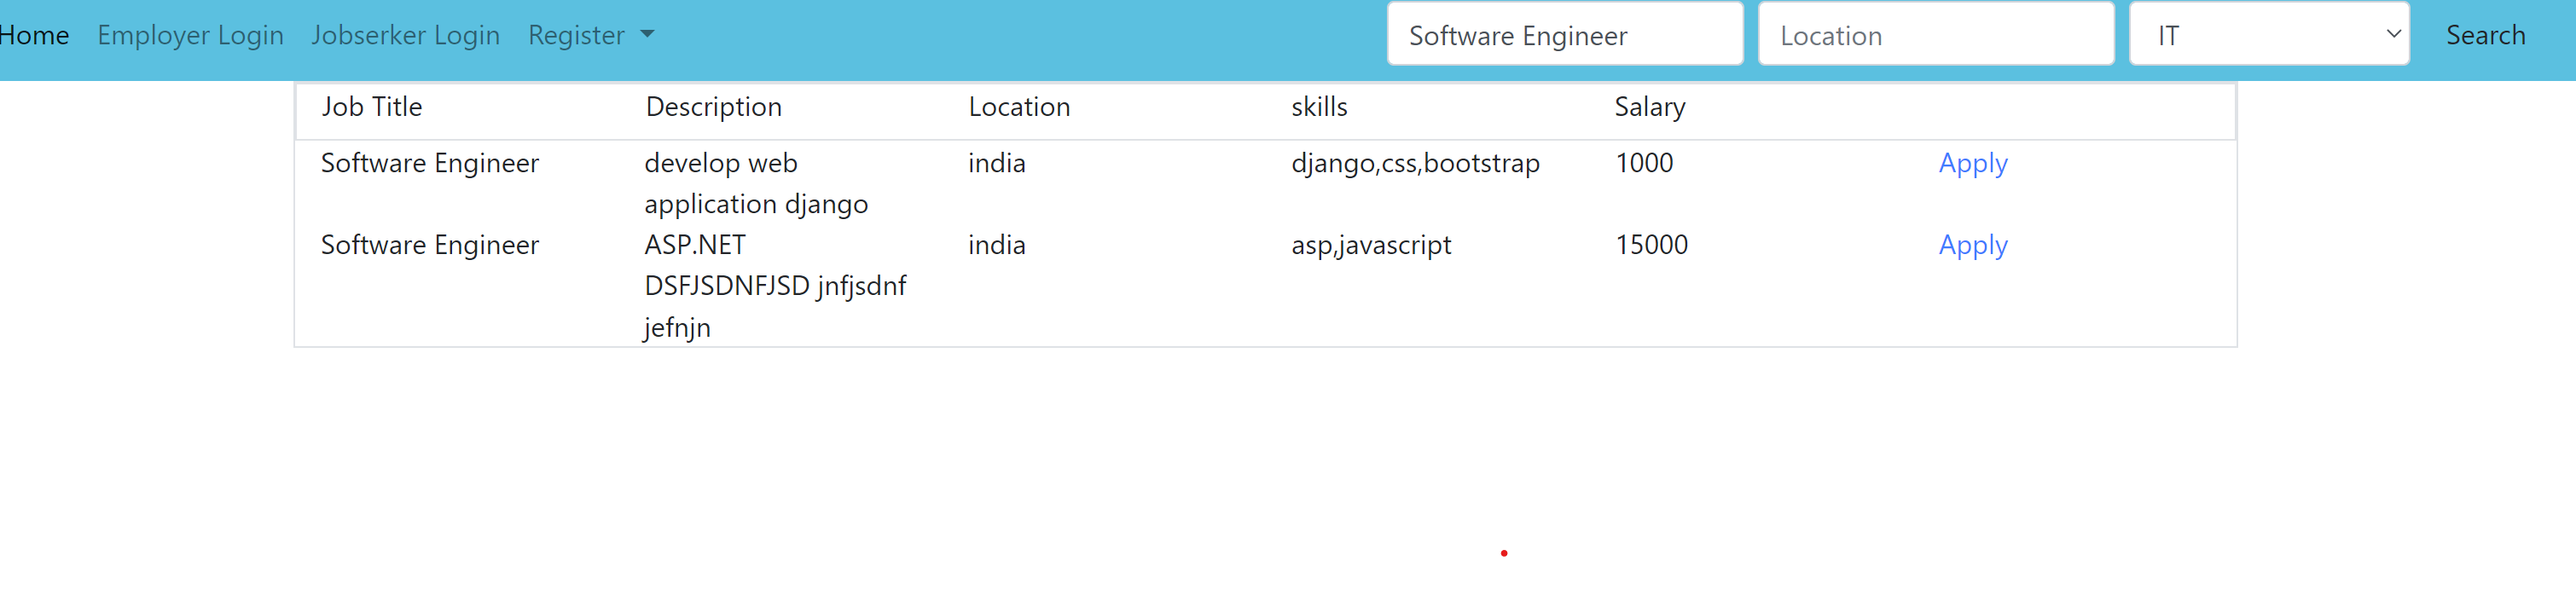 Home Employer Login Jobserker Login Register Software Engineer Location IT Search
Job Title Description Location skills Salary
Software Engineer develop web india django,css,bootstrap 1000 Apply
application django
Software Engineer ASP.NET india asp,javascript 15000 Apply
DSFJSDNFJSD jnfjsdnf
jefnjn